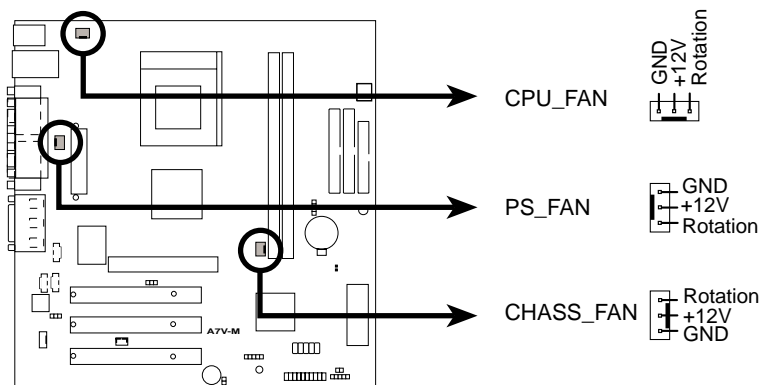 GND
+12V
Rotation
CPU_FAN
PS_FAN
GND
+12V
Rotation
CHASS_FAN
Rotation
+12V
GND
A7V-M